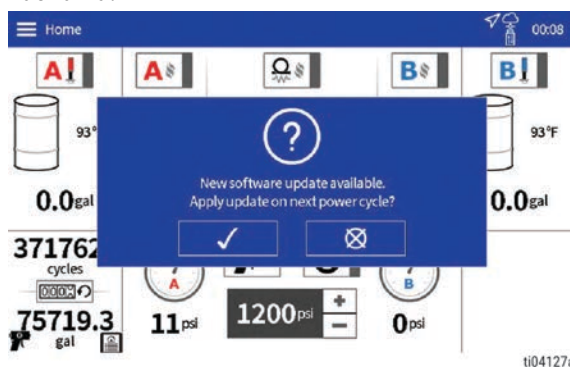 Home
00:08
A
A
B
B
93°
93°F
0.0gal
0.0gal
New software update available.
Apply update on next power cycle?
371762
cycles
75719.3
gal
A
11psi
1200psi
+
−
B
0psi
ti04127a